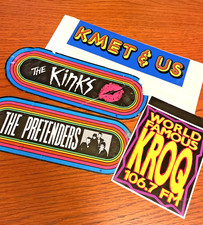 KMET & US
THE KINKS
THE PRETENDERS
WORLD
FAMOUS
KROQ
106.7 FM